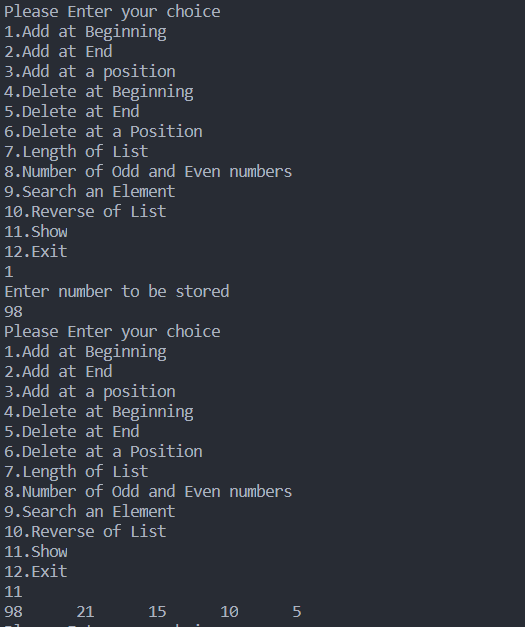 Please Enter your choice
1.Add at Beginning
2.Add at End
3.Add at a position
4.Delete at Beginning
5.Delete at End
6.Delete at a Position
7.Length of List
8.Number of Odd and Even numbers
9.Search an Element
10.Reverse of List
11.Show
12.Exit
1
Enter number to be stored
98
Please Enter your choice
1.Add at Beginning
2.Add at End
3.Add at a position
4.Delete at Beginning
5.Delete at End
6.Delete at a Position
7.Length of List
8.Number of Odd and Even numbers
9.Search an Element
10.Reverse of List
11.Show
12.Exit
11
98 21 15 10 5